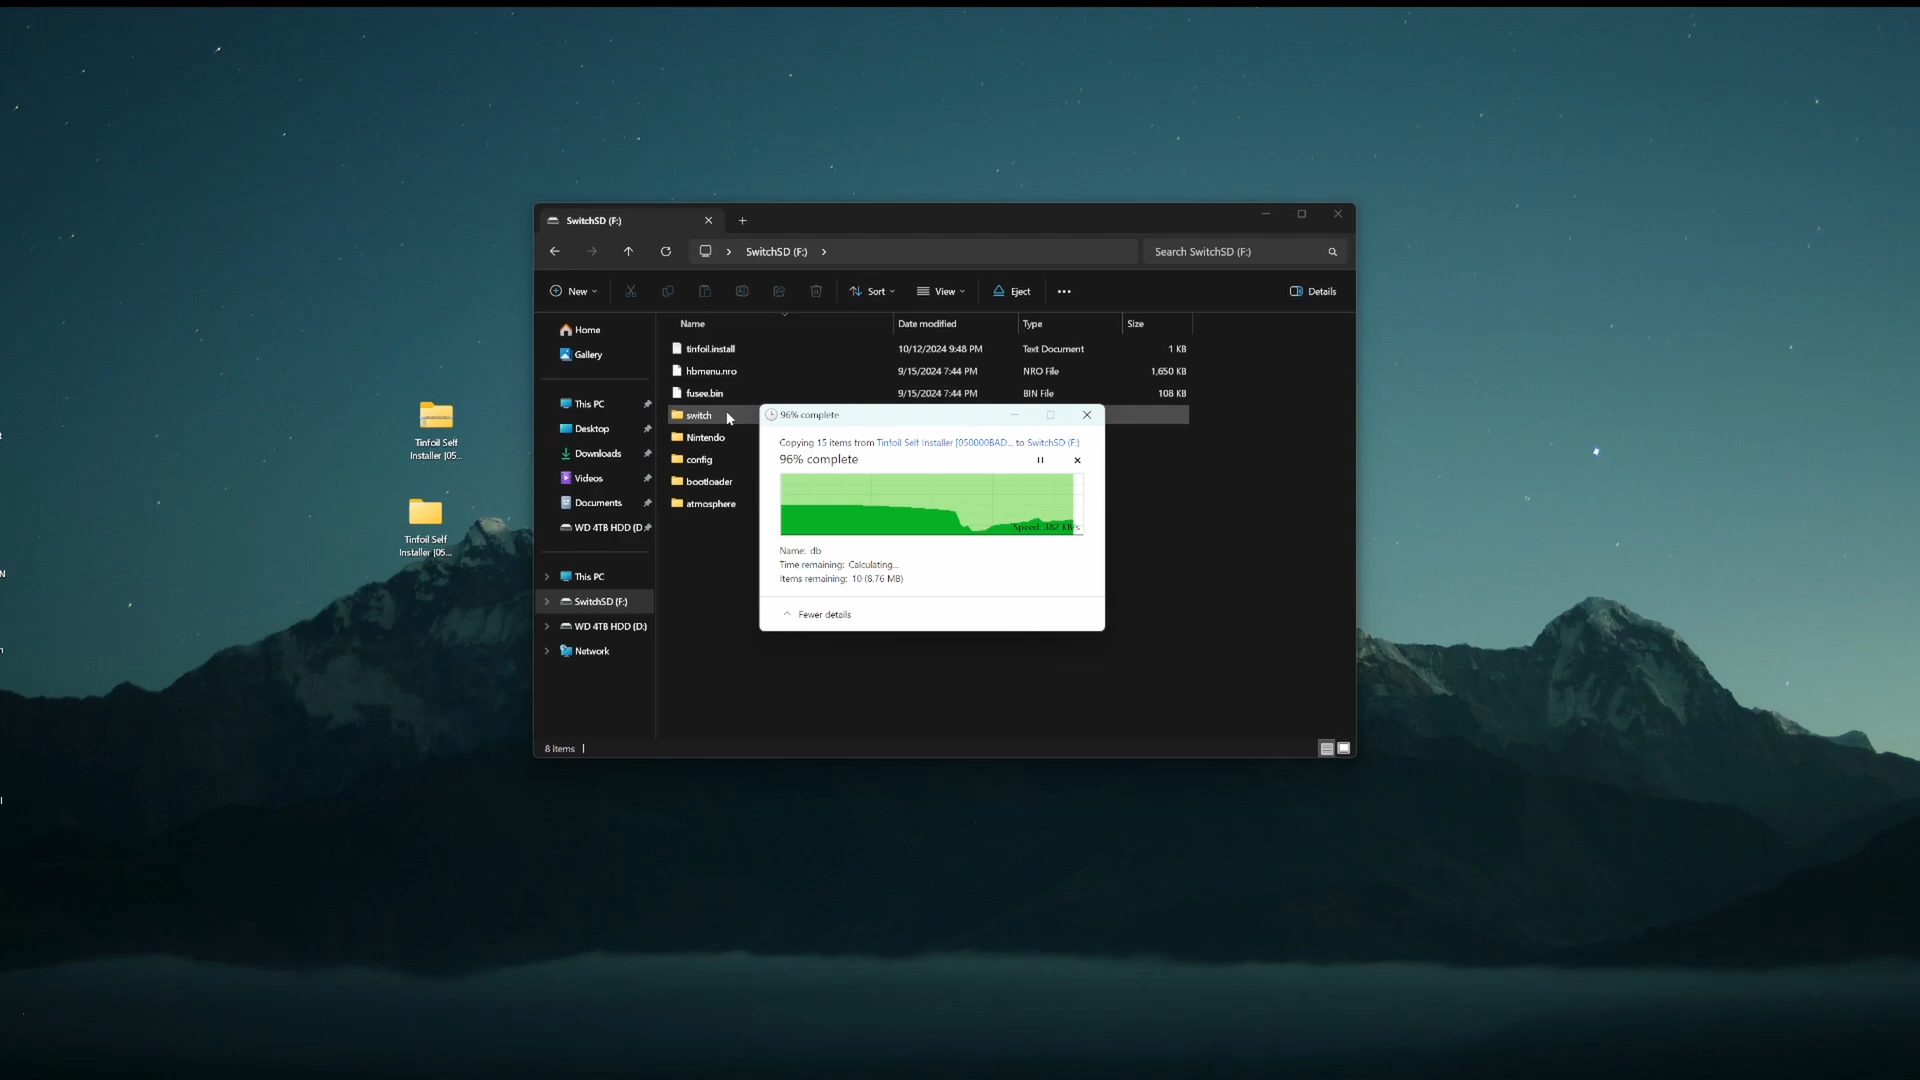 SwitchSD (F:)
SwitchSD (F:)
Search SwitchSD (F:)
New
Sort
View
Eject
Details
Name
Date modified
Type
Size
Home
Gallery
This PC
Desktop
Downloads
Videos
Documents
WD 4TB HDD (D
This PC
SwitchSD (F:)
WD 4TB HDD (D:)
Network
tinfoil.install 10/12/2024 9:48 PM Text Document 1 KB
hbmenu.nro 9/15/2024 7:44 PM NRO File 1,650 KB
fusee.bin 9/15/2024 7:44 PM BIN File 108 KB
switch
Nintendo
config
bootloader
atmosphere
96% complete
Copying 15 items from Tinfoil Self Installer [050000BAD... to SwitchSD (F:)
96% complete
Speed: 382 KB/s
Name: db
Time remaining: Calculating...
Items remaining: 10 (8.76 MB)
Fewer details
8 items
Tinfoil Self
Installer [05...
Tinfoil Self
Installer [05...
N